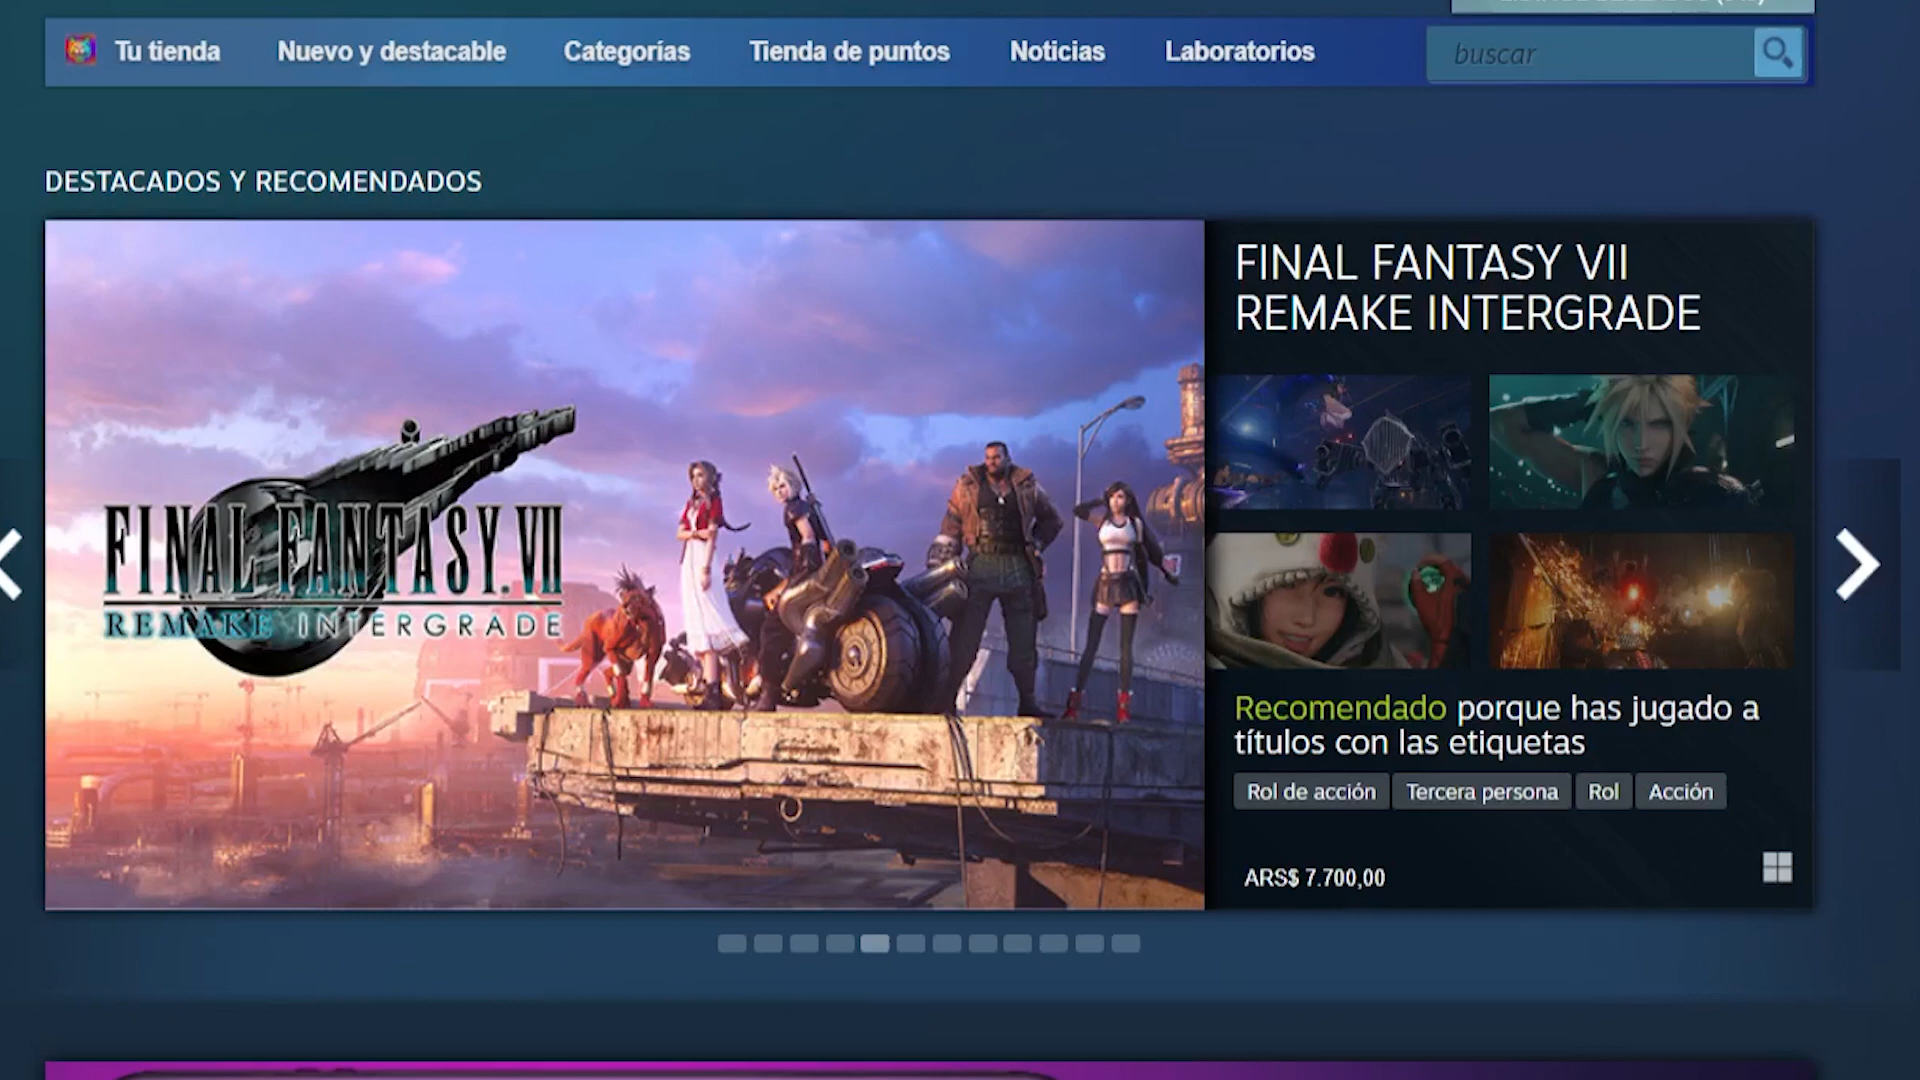 Tu tienda
Nuevo y destacable
Categorías
Tienda de puntos
Noticias
Laboratorios
buscar
DESTACADOS Y RECOMENDADOS
FINAL FANTASY VII
REMAKE INTERGRADE
FINAL FANTASY VII
REMAKE INTERGRADE
Recomendado porque has jugado a
títulos con las etiquetas
Rol de acción
Tercera persona
Rol
Acción
ARS$ 7.700,00